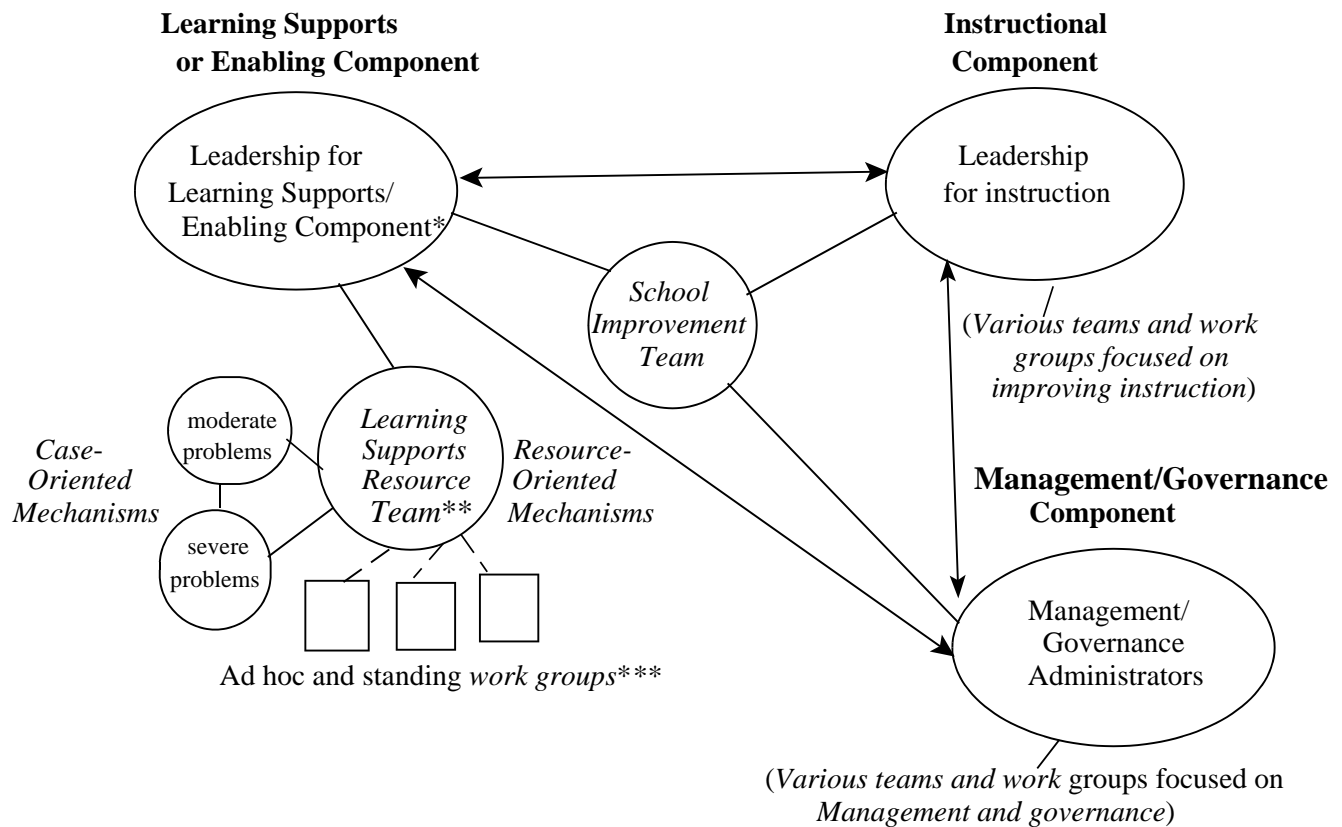 Learning Supports
or Enabling Component
Instructional
Component
Leadership for
Learning Supports/
Enabling Component*
Leadership
for instruction
School
Improvement
Team
(Various teams and work
groups focused on
improving instruction)
Case-
Oriented
Mechanisms
moderate
problems
severe
problems
Learning
Supports
Resource
Team**
Resource-
Oriented
Mechanisms
Ad hoc and standing work groups***
Management/Governance
Component
Management/
Governance
Administrators
(Various teams and work groups focused on
Management and governance)